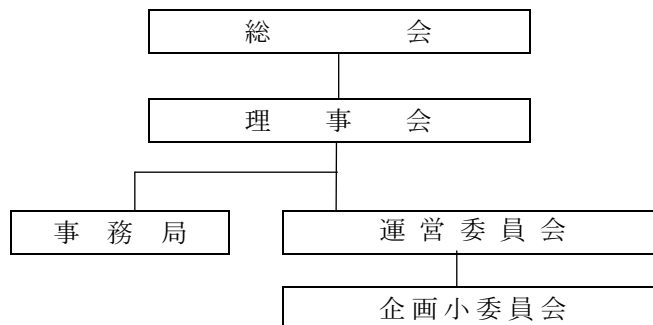 総会
理事会
事務局
運営委員会
企画小委員会